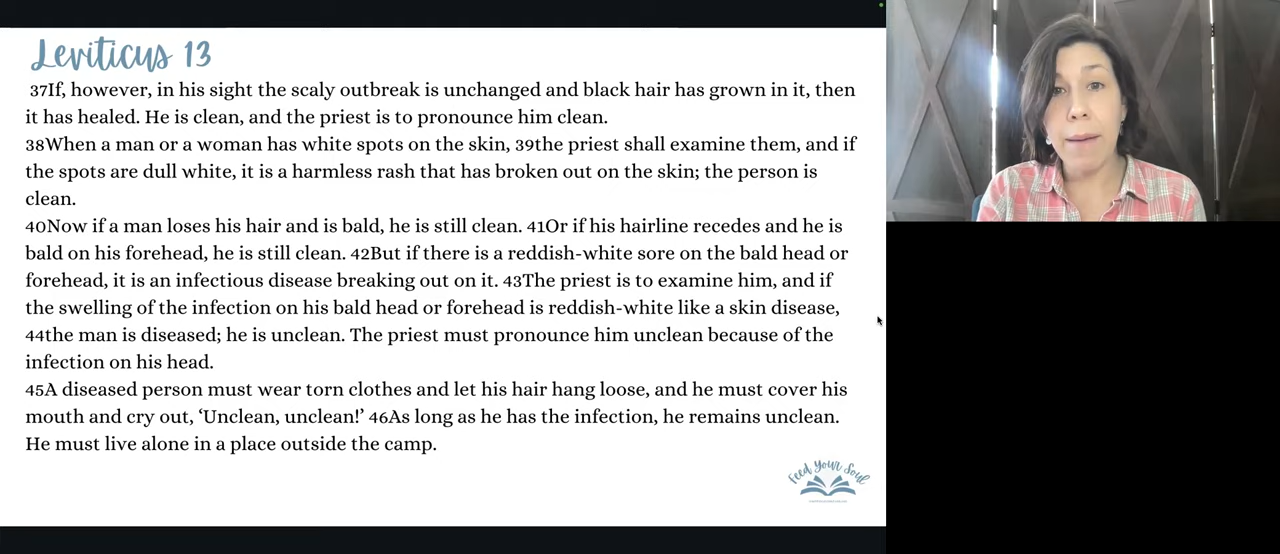 Leviticus 13
37If, however, in his sight the scaly outbreak is unchanged and black hair has grown in it, then
it has healed. He is clean, and the priest is to pronounce him clean.
38When a man or a woman has white spots on the skin, 39the priest shall examine them, and if
the spots are dull white, it is a harmless rash that has broken out on the skin; the person is
clean.
40Now if a man loses his hair and is bald, he is still clean. 41Or if his hairline recedes and he is
bald on his forehead, he is still clean. 42But if there is a reddish-white sore on the bald head or
forehead, it is an infectious disease breaking out on it. 43The priest is to examine him, and if
the swelling of the infection on his bald head or forehead is reddish-white like a skin disease,
44the man is diseased; he is unclean. The priest must pronounce him unclean because of the
infection on his head.
45A diseased person must wear torn clothes and let his hair hang loose, and he must cover his
mouth and cry out, ‘Unclean, unclean!’ 46As long as he has the infection, he remains unclean.
He must live alone in a place outside the camp.
Feed Your Soul